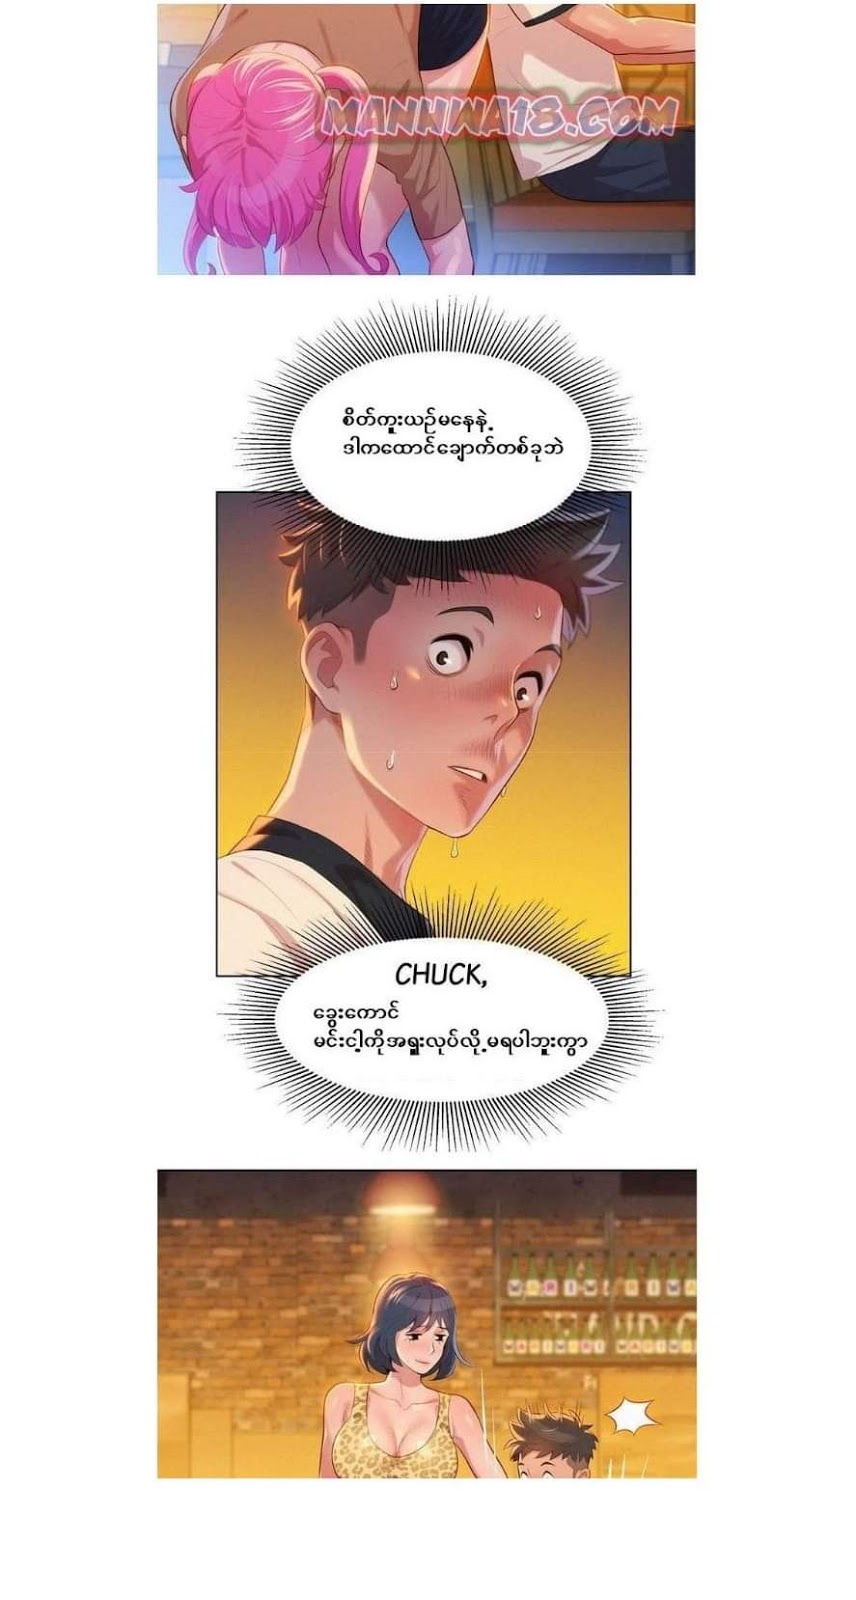 MANHWA18.COM
စိတ်ကူးယဉ်မနေနဲ့
ဒါကထောင်ချောက်တစ်ခုဘဲ
CHUCK,
ခွေးကောင်
မင်းငါ့ကိုအရူးလုပ်လို့မရပါဘူးကွာ